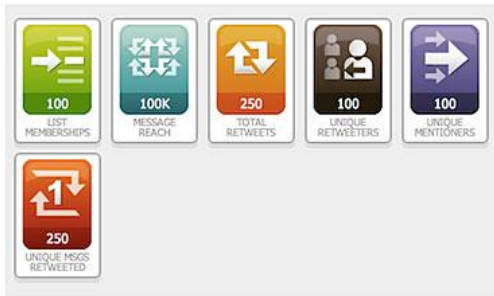 100
LIST
MEMBERSHIPS
100K
MESSAGE
REACH
250
TOTAL
RETWEETS
100
UNIQUE
RETWEETERS
100
UNIQUE
MENTIONERS
1
250
UNIQUE MSGS
RETWEETED